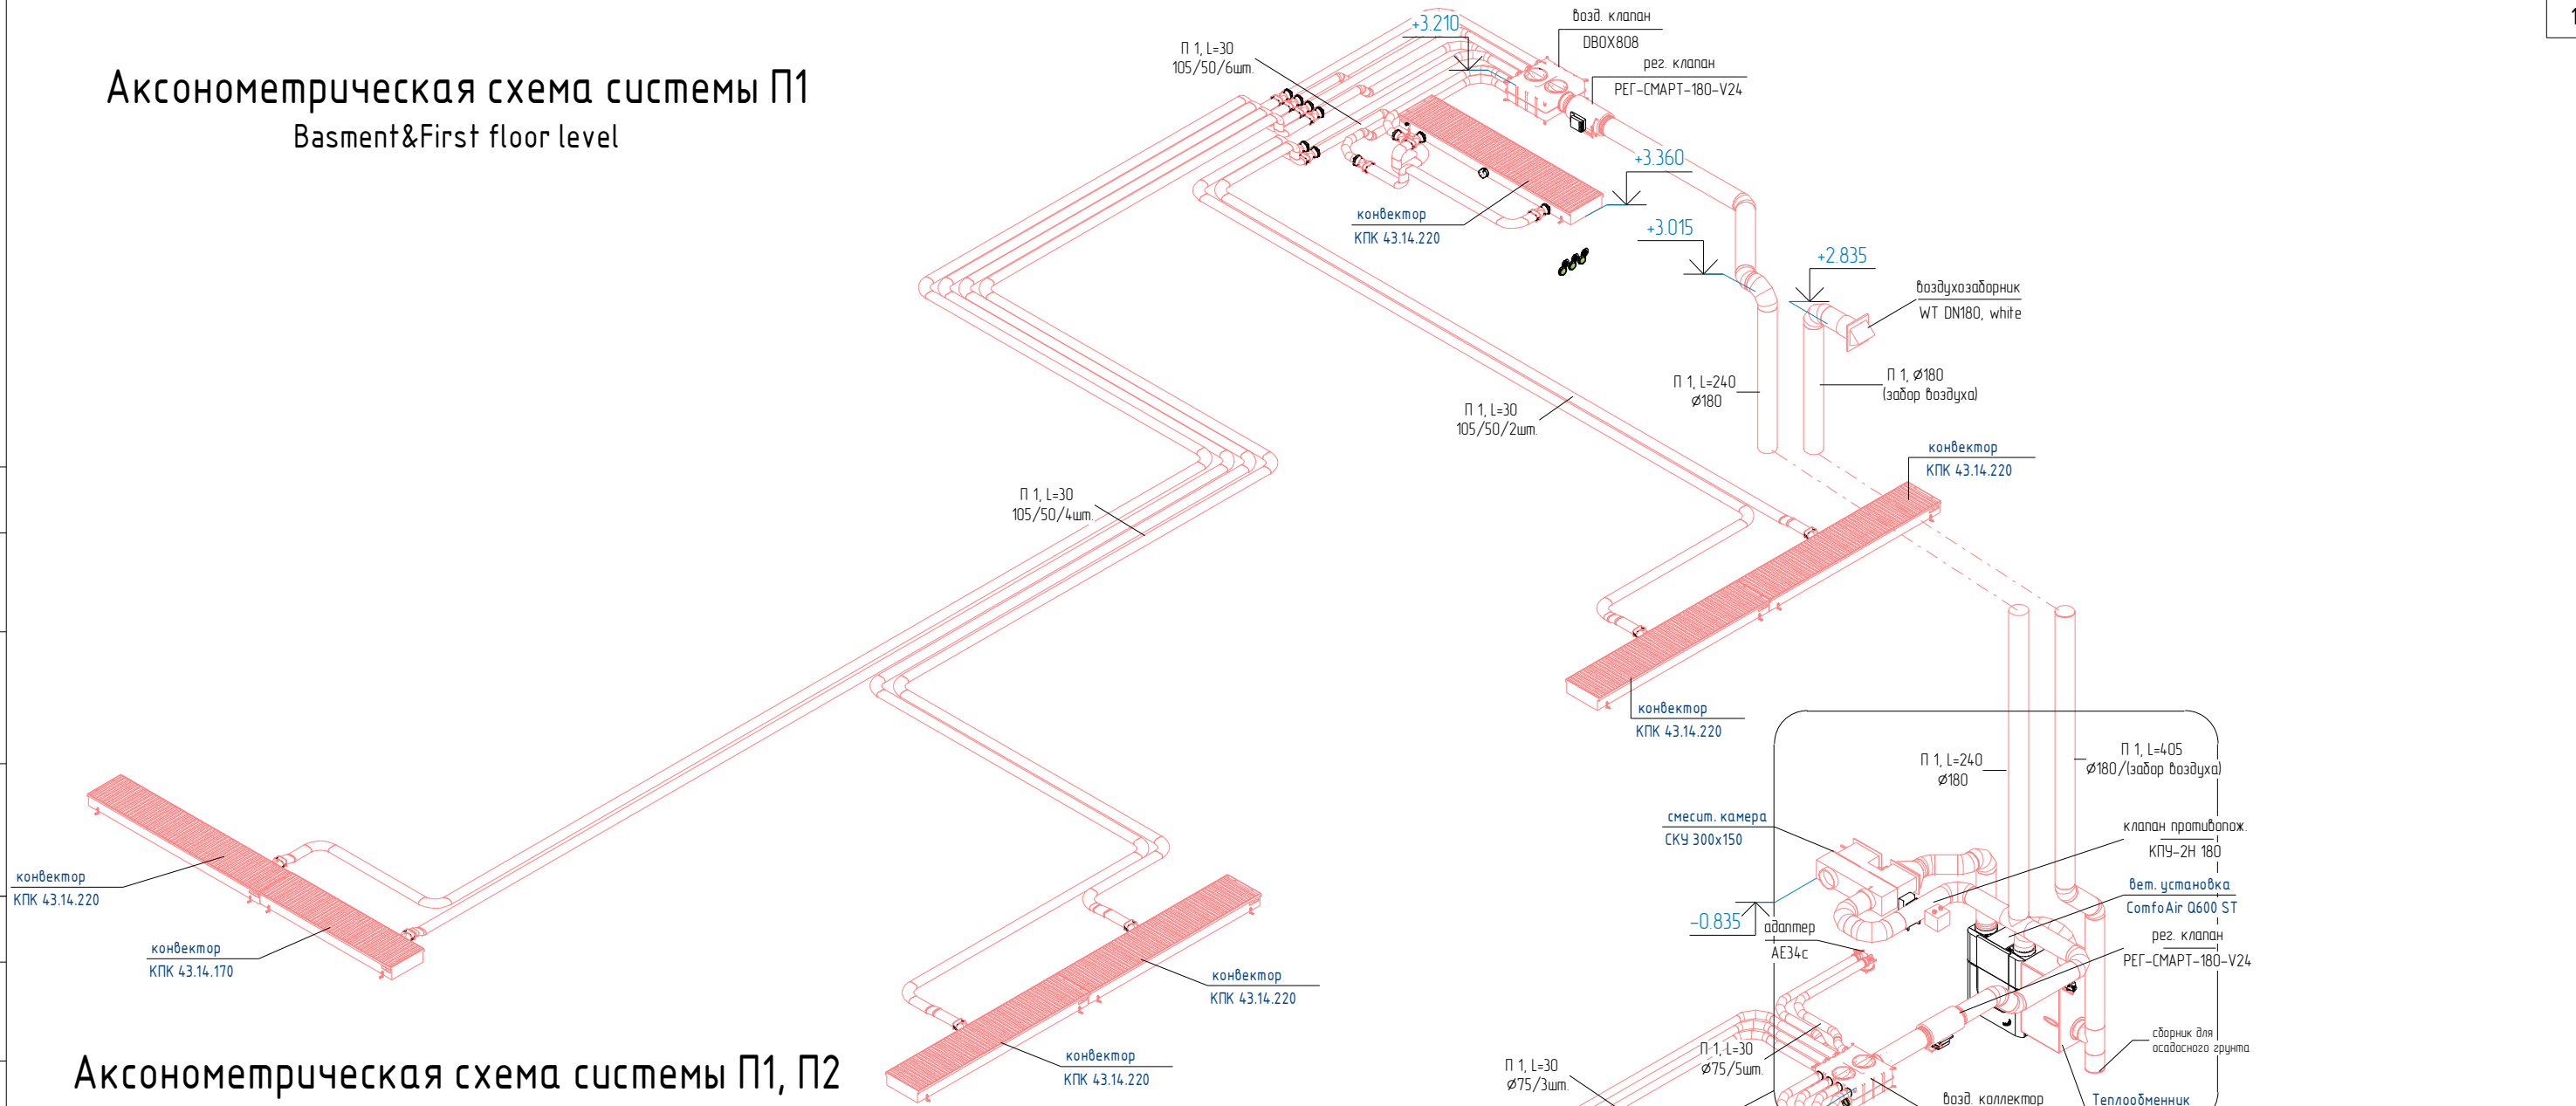 Аксонометрическая схема системы П1
Basment&First floor level
П 1, L=30
105/50/6шт.
+3.210
возд. клапан
DBOX808
рег. клапан
РЕГ-СМАРТ-180-V24
1
+3.360
конвектор
КПК 43.14.220
+3.015
+2.835
воздухозаборник
WT DN180, white
П 1, L=240
Ø180
П 1, Ø180
(забор воздуха)
П 1, L=30
105/50/2шт.
конвектор
КПК 43.14.220
П 1, L=30
105/50/4шт.
конвектор
КПК 43.14.220
П 1, L=240
Ø180
П 1, L=405
Ø180/(забор воздуха)
смесит. камера
СКУ 300х150
клапан противопож.
КПУ-2Н 180
вет. установка
ComfoAir Q600 ST
-0.835
адаптер
AE34c
рег. клапан
РЕГ-СМАРТ-180-V24
конвектор
КПК 43.14.220
конвектор
КПК 43.14.170
конвектор
КПК 43.14.220
сборник для
осадосного грунта
конвектор
КПК 43.14.220
П 1, L=30
Ø75/3шт.
П 1, L=30
Ø75/5шт.
возд. коллектор
Теплообменник
Аксонометрическая схема системы П1, П2